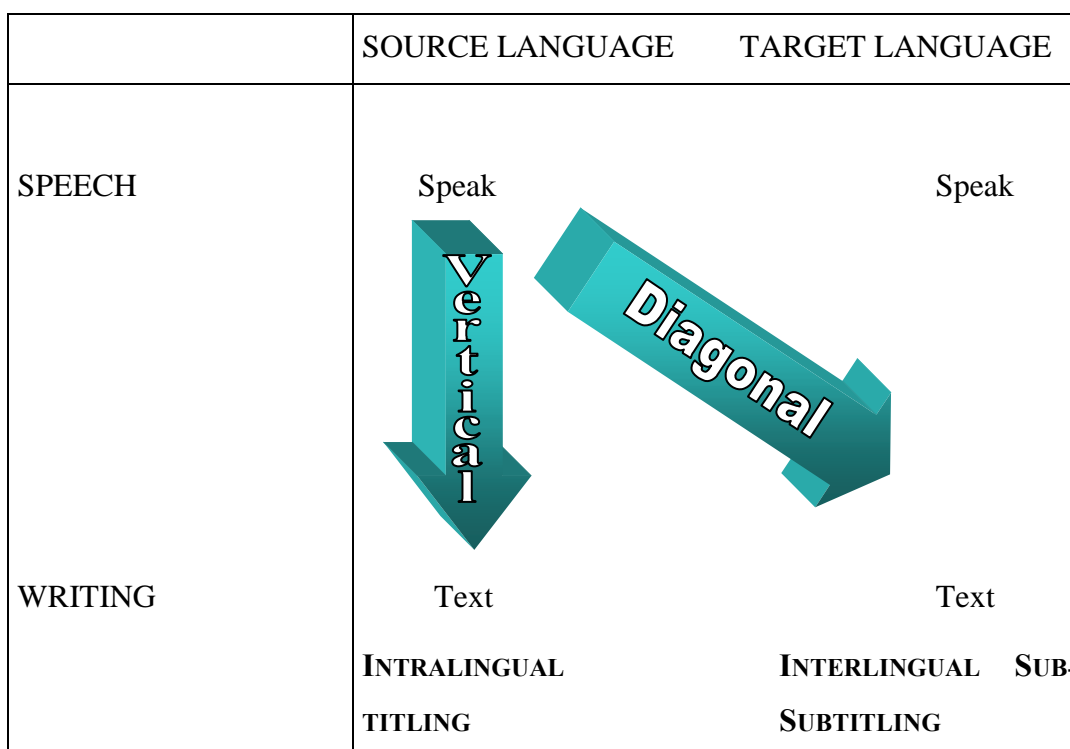 SOURCE LANGUAGE TARGET LANGUAGE
SPEECH Speak Speak
Vertical
Diagonal
WRITING Text Text
INTRALINGUAL INTERLINGUAL SUB-
TITLING SUBTITLING